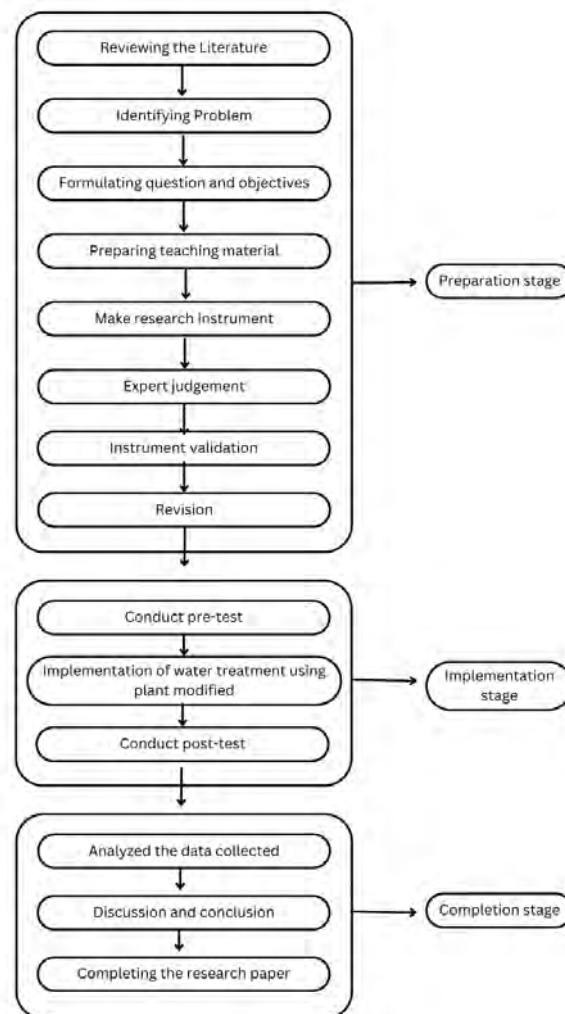 Reviewing the Literature
Identifying Problem
Formulating question and objectives
Preparing teaching material
Preparation stage
Make research instrument
Expert judgement
Instrument validation
Revision
Conduct pre-test
Implementation of water treatment using
plant modified
Implementation
stage
Conduct post-test
Analyzed the data collected
Discussion and conclusion
Completion stage
Completing the research paper